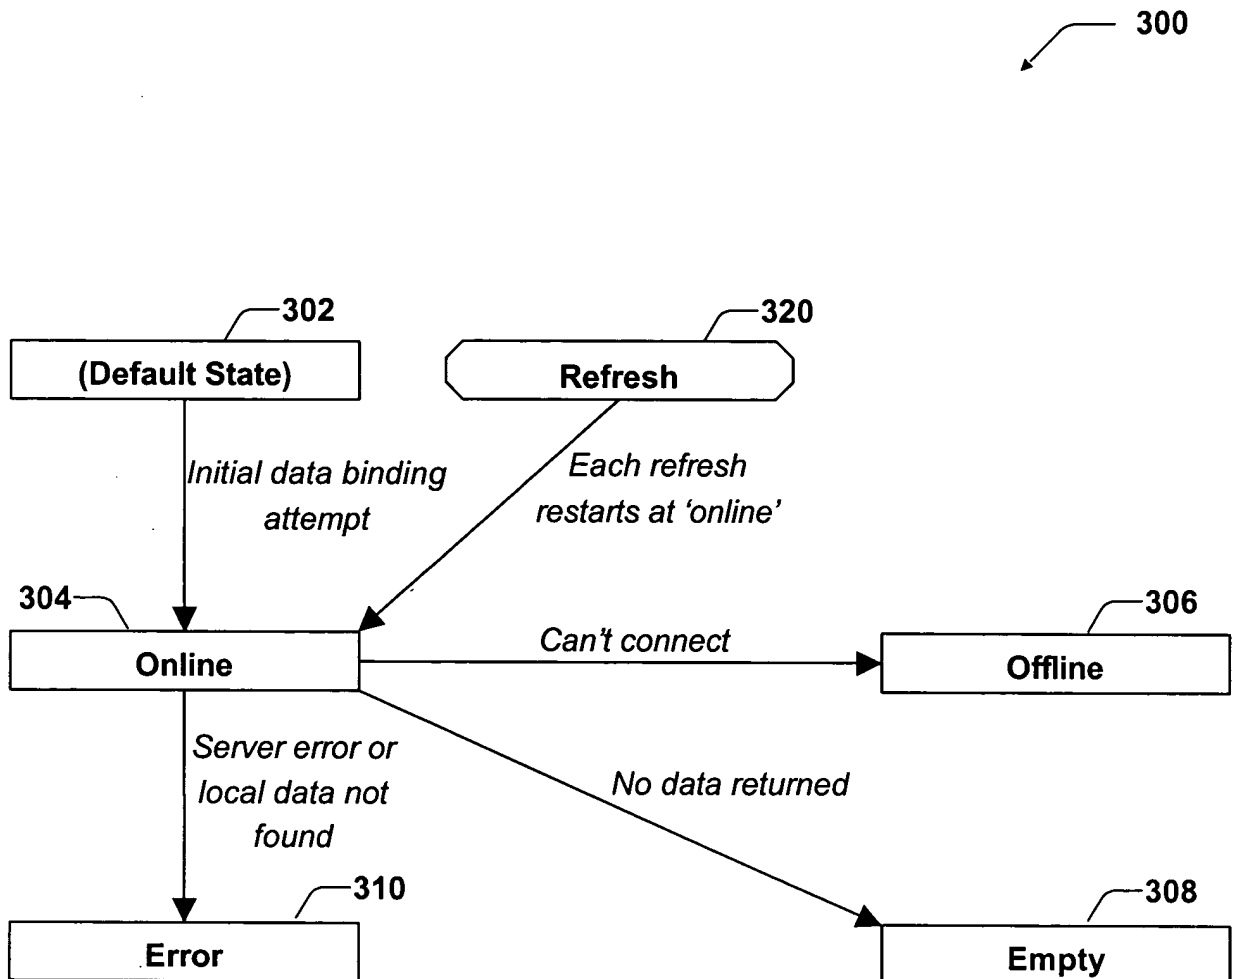 300
302
320
(Default State)
Refresh
Initial data binding
attempt
Each refresh
restarts at ‘online’
304
306
Online
Can't connect
Offline
Server error or
local data not
found
No data returned
310
308
Error
Empty